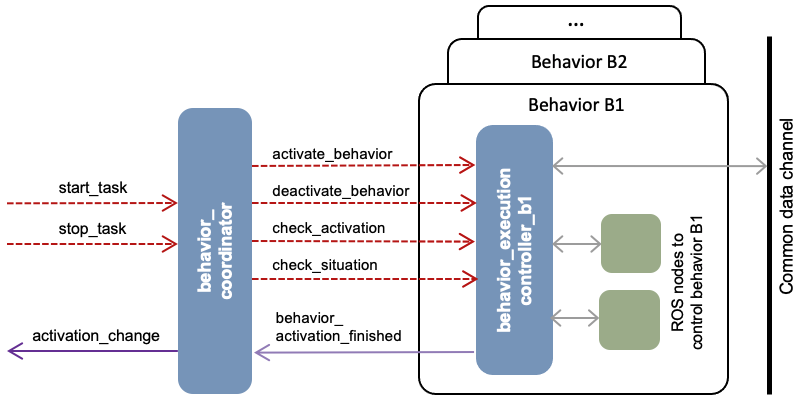 ...
Behavior B2
Behavior B1
start_task
stop_task
activation_change
behavior_
coordinator
activate_behavior
deactivate_behavior
check_activation
check_situation
behavior_
activation_finished
behavior_execution
controller_b1
ROS nodes to
control behavior B1
Common data channel